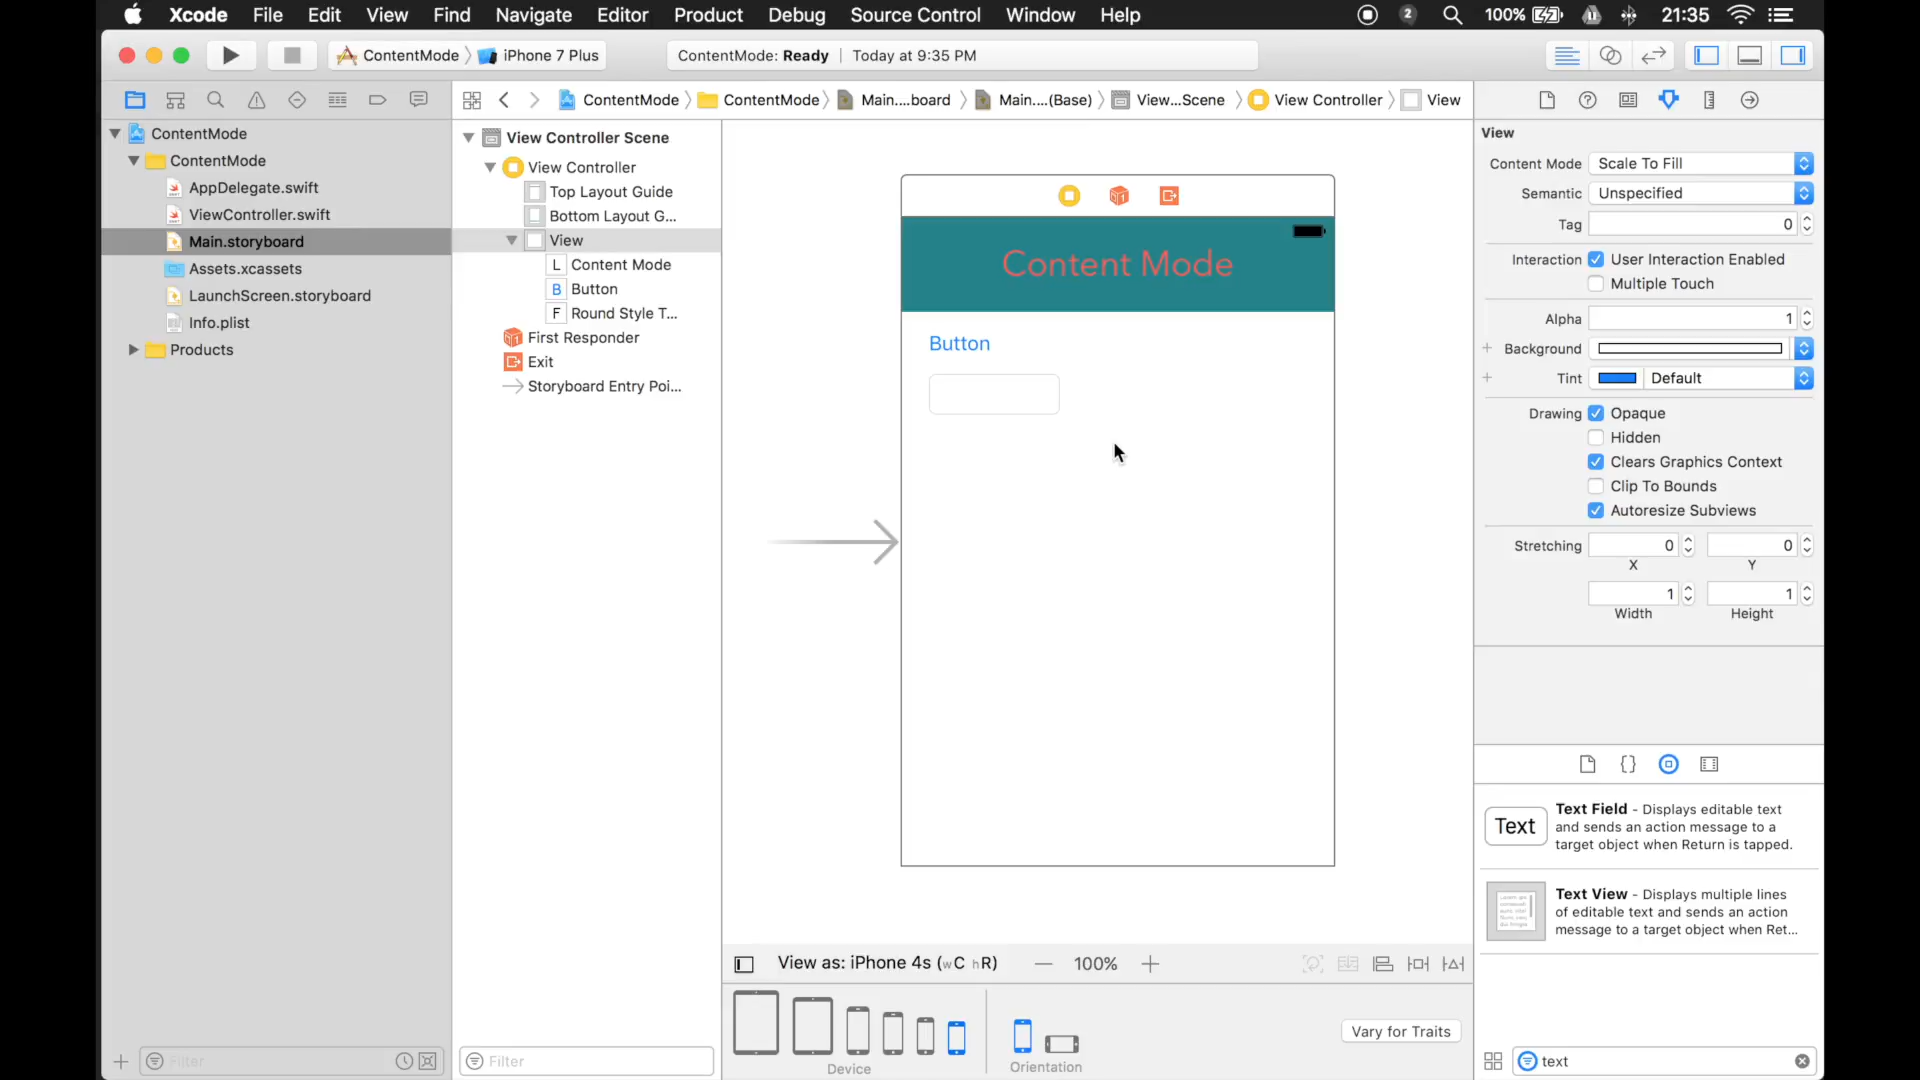 Xcode File Edit View Find Navigate Editor Product Debug Source Control Window Help 2 100% 21:35
ContentMode iPhone 7 Plus ContentMode: Ready Today at 9:35 PM
ContentMode ContentMode Main....board Main....(Base) View...Scene View Controller View
ContentMode
ContentMode
AppDelegate.swift
ViewController.swift
Main.storyboard
Assets.xcassets
LaunchScreen.storyboard
Info.plist
Products
Filter
View Controller Scene
View Controller
Top Layout Guide
Bottom Layout G...
View
L Content Mode
B Button
F Round Style T...
First Responder
Exit
Storyboard Entry Poi...
Filter
Content Mode
Button
View as: iPhone 4s (wC hR) 100%
Device
Orientation
Vary for Traits
View
Content Mode Scale To Fill
Semantic Unspecified
Tag 0
Interaction User Interaction Enabled
Multiple Touch
Alpha 1
Background
Tint Default
Drawing Opaque
Hidden
Clears Graphics Context
Clip To Bounds
Autoresize Subviews
Stretching 0 0
X Y
1 1
Width Height
Text
Text Field - Displays editable text
and sends an action message to a
target object when Return is tapped.
Text View - Displays multiple lines
of editable text and sends an action
message to a target object when Ret...
text